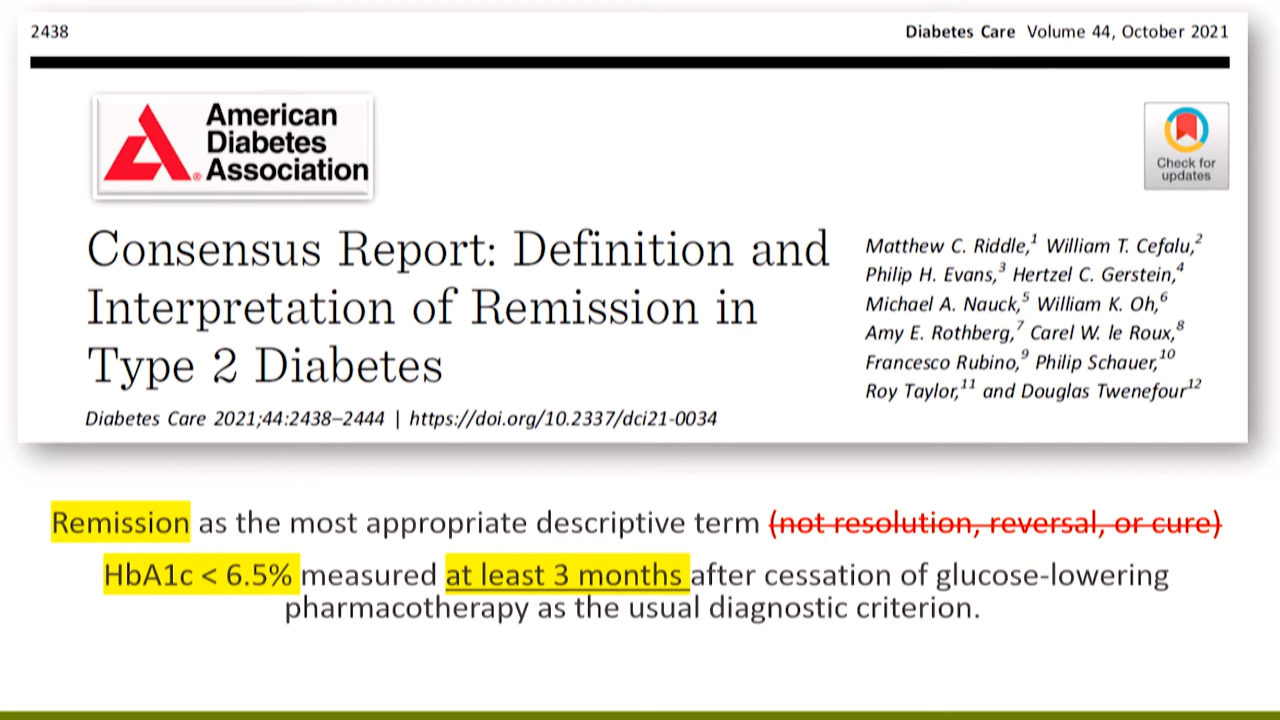 2438
Diabetes Care Volume 44, October 2021
American
Diabetes
Association
®
Check for
updates
Consensus Report: Definition and
Interpretation of Remission in
Type 2 Diabetes
Matthew C. Riddle,1 William T. Cefalu,2
Philip H. Evans,3 Hertzel C. Gerstein,4
Michael A. Nauck,5 William K. Oh,6
Amy E. Rothberg,7 Carel W. le Roux,8
Francesco Rubino,9 Philip Schauer,10
Roy Taylor,11 and Douglas Twenefour12
Diabetes Care 2021;44:2438–2444 | https://doi.org/10.2337/dci21-0034
Remission as the most appropriate descriptive term (not resolution, reversal, or cure)
HbA1c < 6.5% measured at least 3 months after cessation of glucose-lowering
pharmacotherapy as the usual diagnostic criterion.